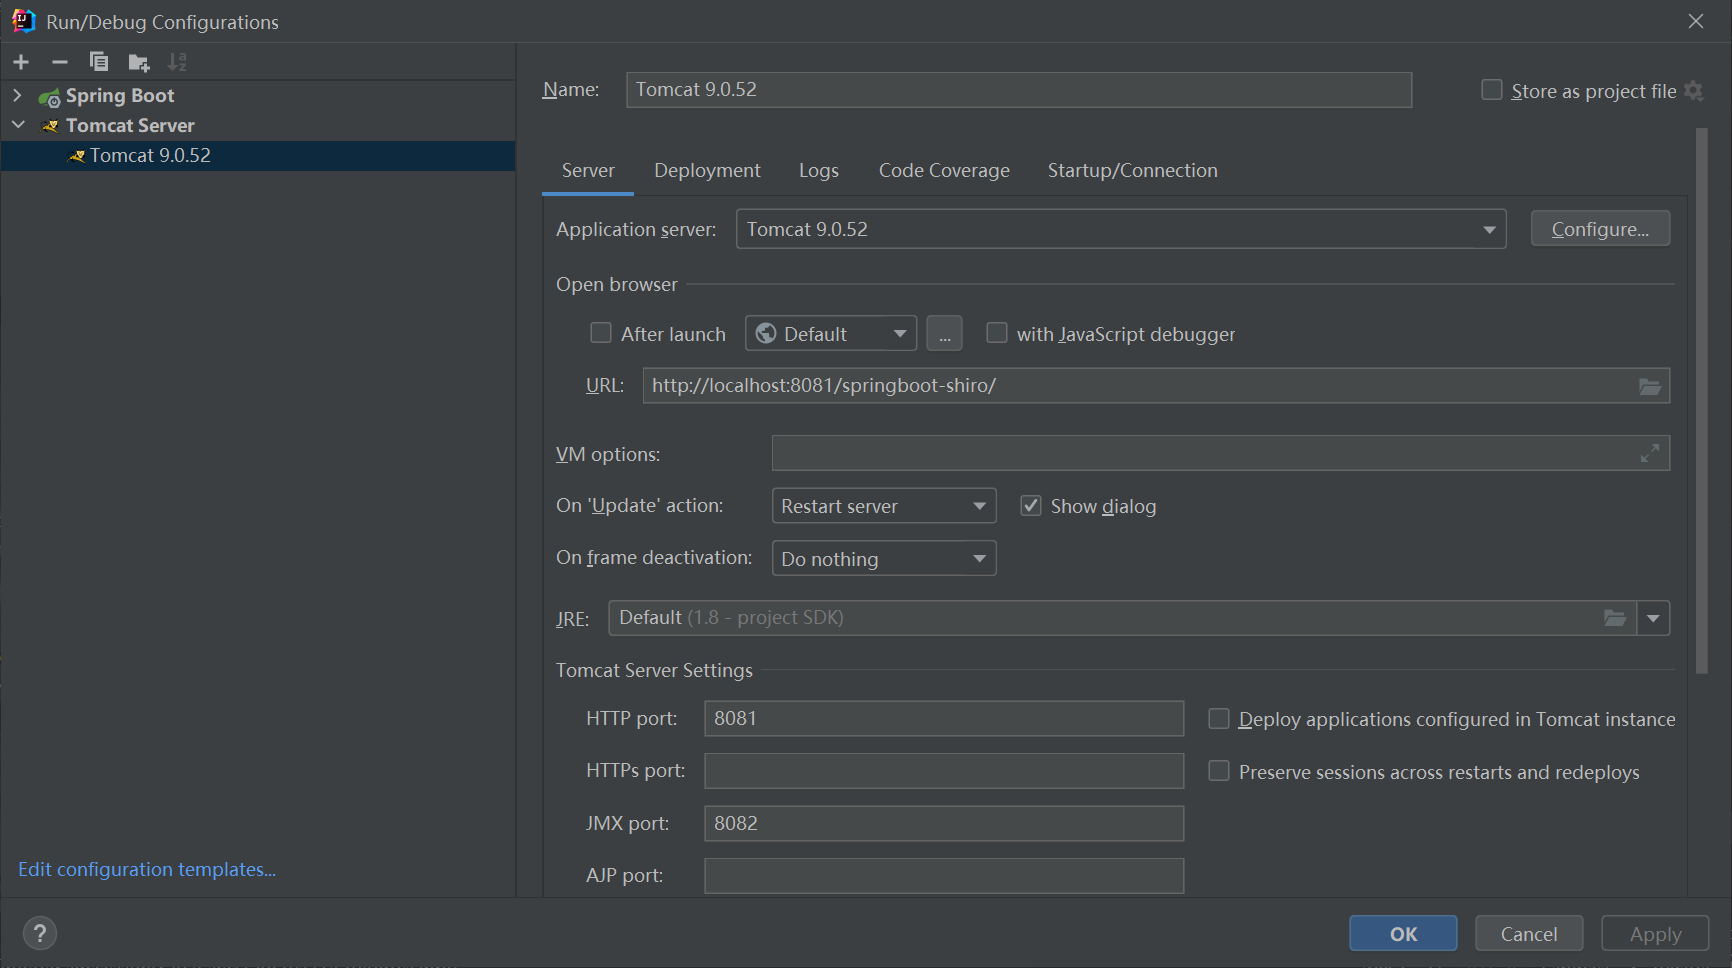 Run/Debug Configurations
Spring Boot
Tomcat Server
Tomcat 9.0.52
Edit configuration templates...
Name: Tomcat 9.0.52 Store as project file
Server Deployment Logs Code Coverage Startup/Connection
Application server: Tomcat 9.0.52 Configure...
Open browser
After launch Default ... with JavaScript debugger
URL: http://localhost:8081/springboot-shiro/
VM options:
On 'Update' action: Restart server Show dialog
On frame deactivation: Do nothing
JRE: Default (1.8 - project SDK)
Tomcat Server Settings
HTTP port: 8081 Deploy applications configured in Tomcat instance
HTTPs port: Preserve sessions across restarts and redeploys
JMX port: 8082
AJP port:
? OK Cancel Apply